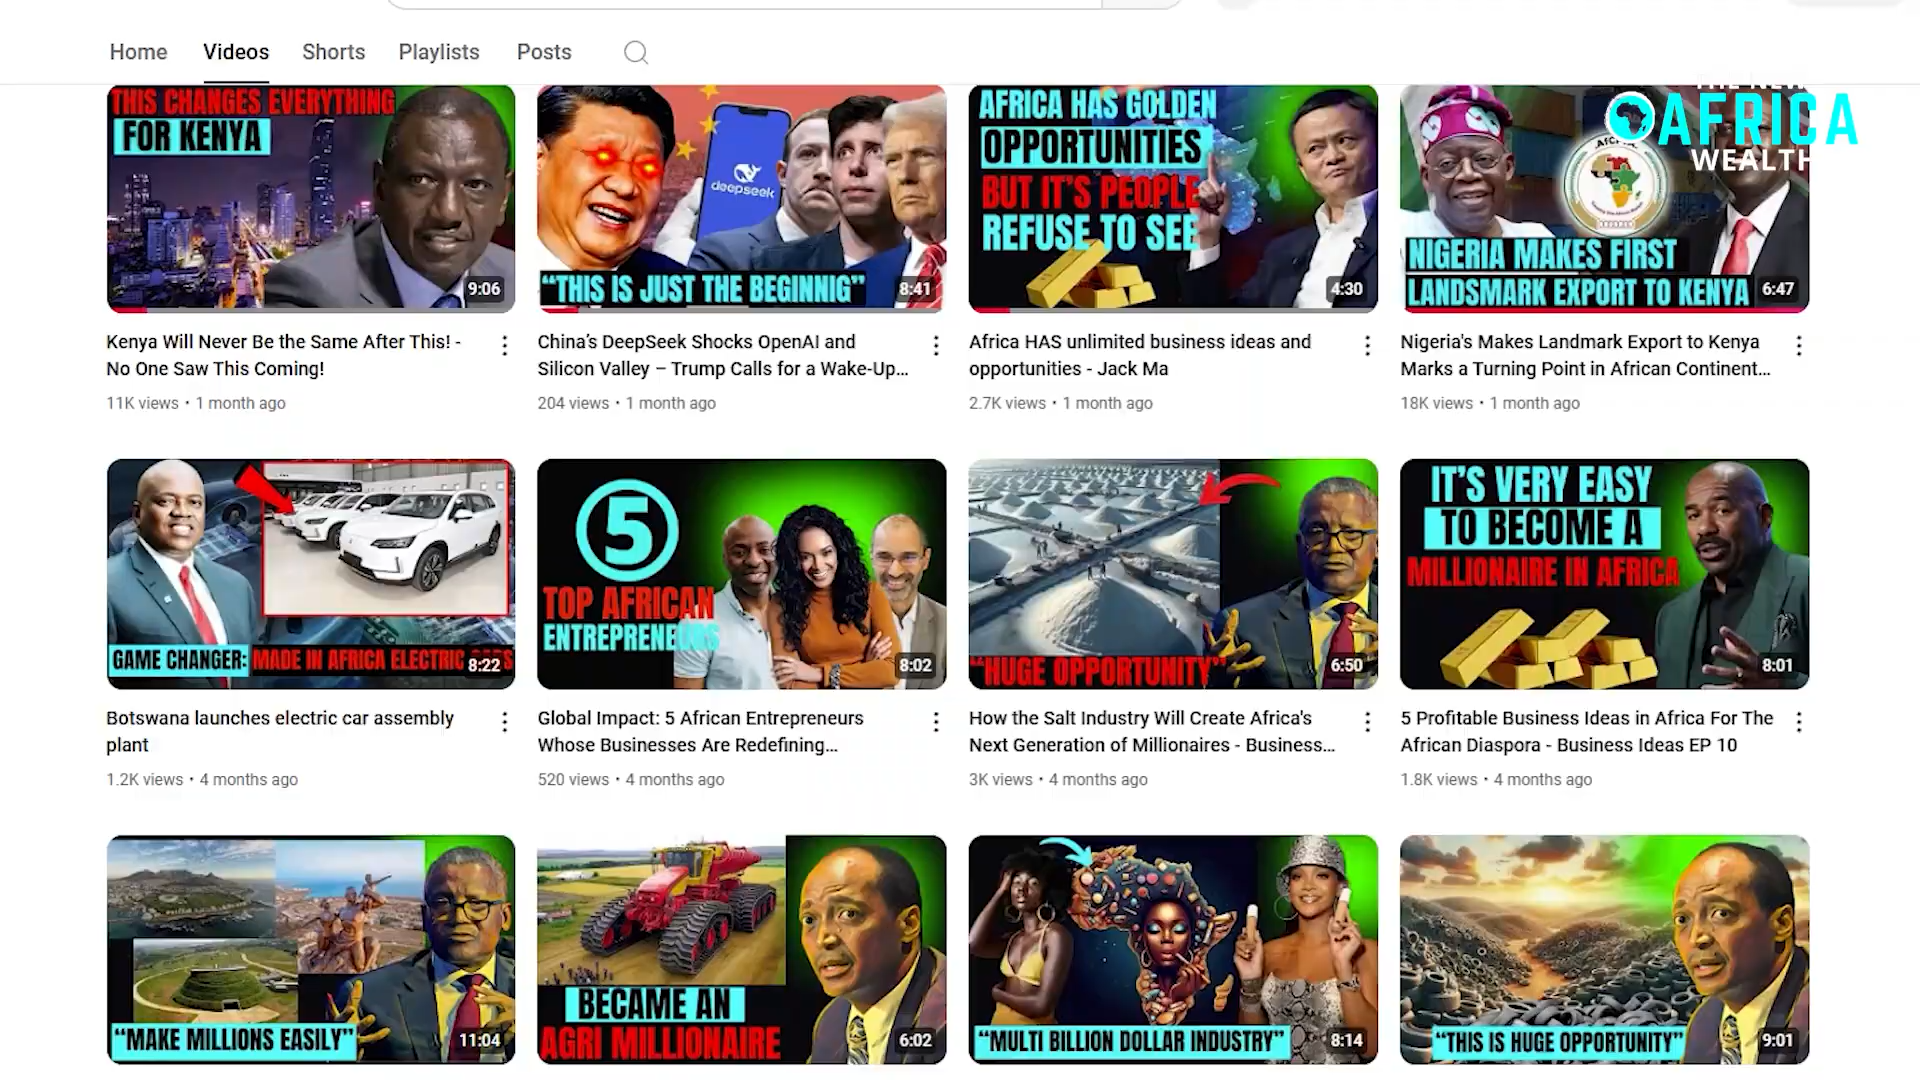 Home Videos Shorts Playlists Posts
THIS CHANGES EVERYTHING
FOR KENYA
9:06
deepseek
"THIS IS JUST THE BEGINNIG"
8:41
AFRICA HAS GOLDEN
OPPORTUNITIES
BUT IT'S PEOPLE
REFUSE TO SEE
4:30
THE NEW
AFRICA
WEALTH
NIGERIA MAKES FIRST
LANDSMARK EXPORT TO KENYA
6:47
Kenya Will Never Be the Same After This! -
No One Saw This Coming!
11K views • 1 month ago
China's DeepSeek Shocks OpenAI and
Silicon Valley – Trump Calls for a Wake-Up...
204 views • 1 month ago
Africa HAS unlimited business ideas and
opportunities - Jack Ma
2.7K views • 1 month ago
Nigeria's Makes Landmark Export to Kenya
Marks a Turning Point in African Continent...
18K views • 1 month ago
GAME CHANGER: MADE IN AFRICA ELECTRIC CARS
8:22
5
TOP AFRICAN
ENTREPRENEURS
8:02
"HUGE OPPORTUNITY"
6:50
IT'S VERY EASY
TO BECOME A
MILLIONAIRE IN AFRICA
8:01
Botswana launches electric car assembly
plant
1.2K views • 4 months ago
Global Impact: 5 African Entrepreneurs
Whose Businesses Are Redefining...
520 views • 4 months ago
How the Salt Industry Will Create Africa's
Next Generation of Millionaires - Business...
3K views • 4 months ago
5 Profitable Business Ideas in Africa For The
African Diaspora - Business Ideas EP 10
1.8K views • 4 months ago
"MAKE MILLIONS EASILY"
11:04
BECAME AN
AGRI MILLIONAIRE
6:02
"MULTI BILLION DOLLAR INDUSTRY"
8:14
"THIS IS HUGE OPPORTUNITY"
9:01